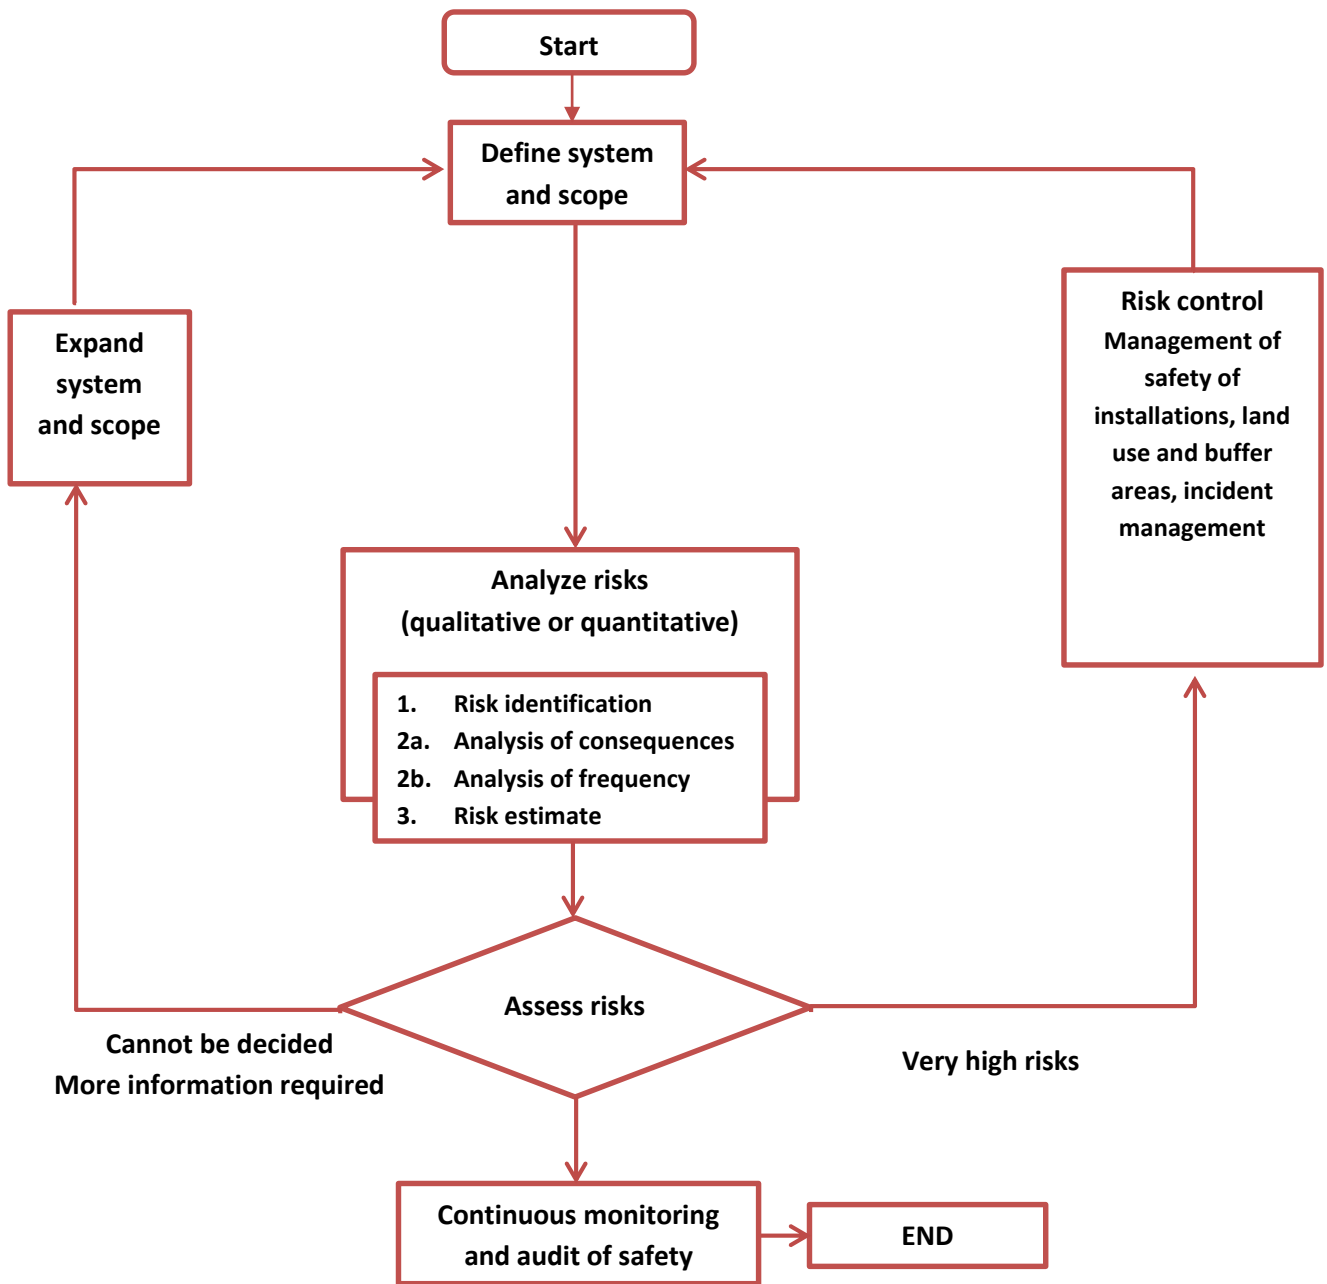 Start
Define system
and scope
Expand
system
and scope
Risk control
Management of
safety of
installations, land
use and buffer
areas, incident
management
Analyze risks
(qualitative or quantitative)
1. Risk identification
2a. Analysis of consequences
2b. Analysis of frequency
3. Risk estimate
Assess risks
Cannot be decided
More information required
Very high risks
Continuous monitoring
and audit of safety
END